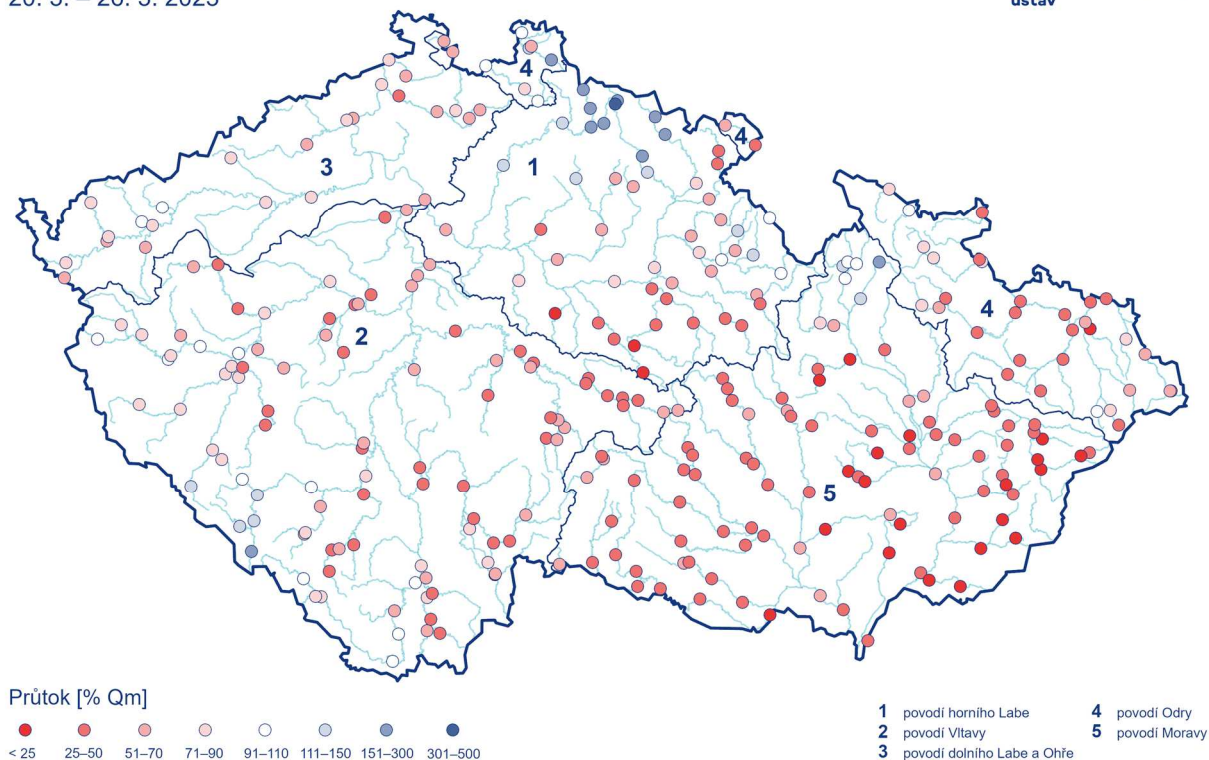 ústav
4
4
3
1
4
2
5
Průtok [% Qm]
< 25 25–50 51–70 71–90 91–110 111–150 151–300 301–500
1 povodí horního Labe
2 povodí Vltavy
3 povodí dolního Labe a Ohře
4 povodí Odry
5 povodí Moravy